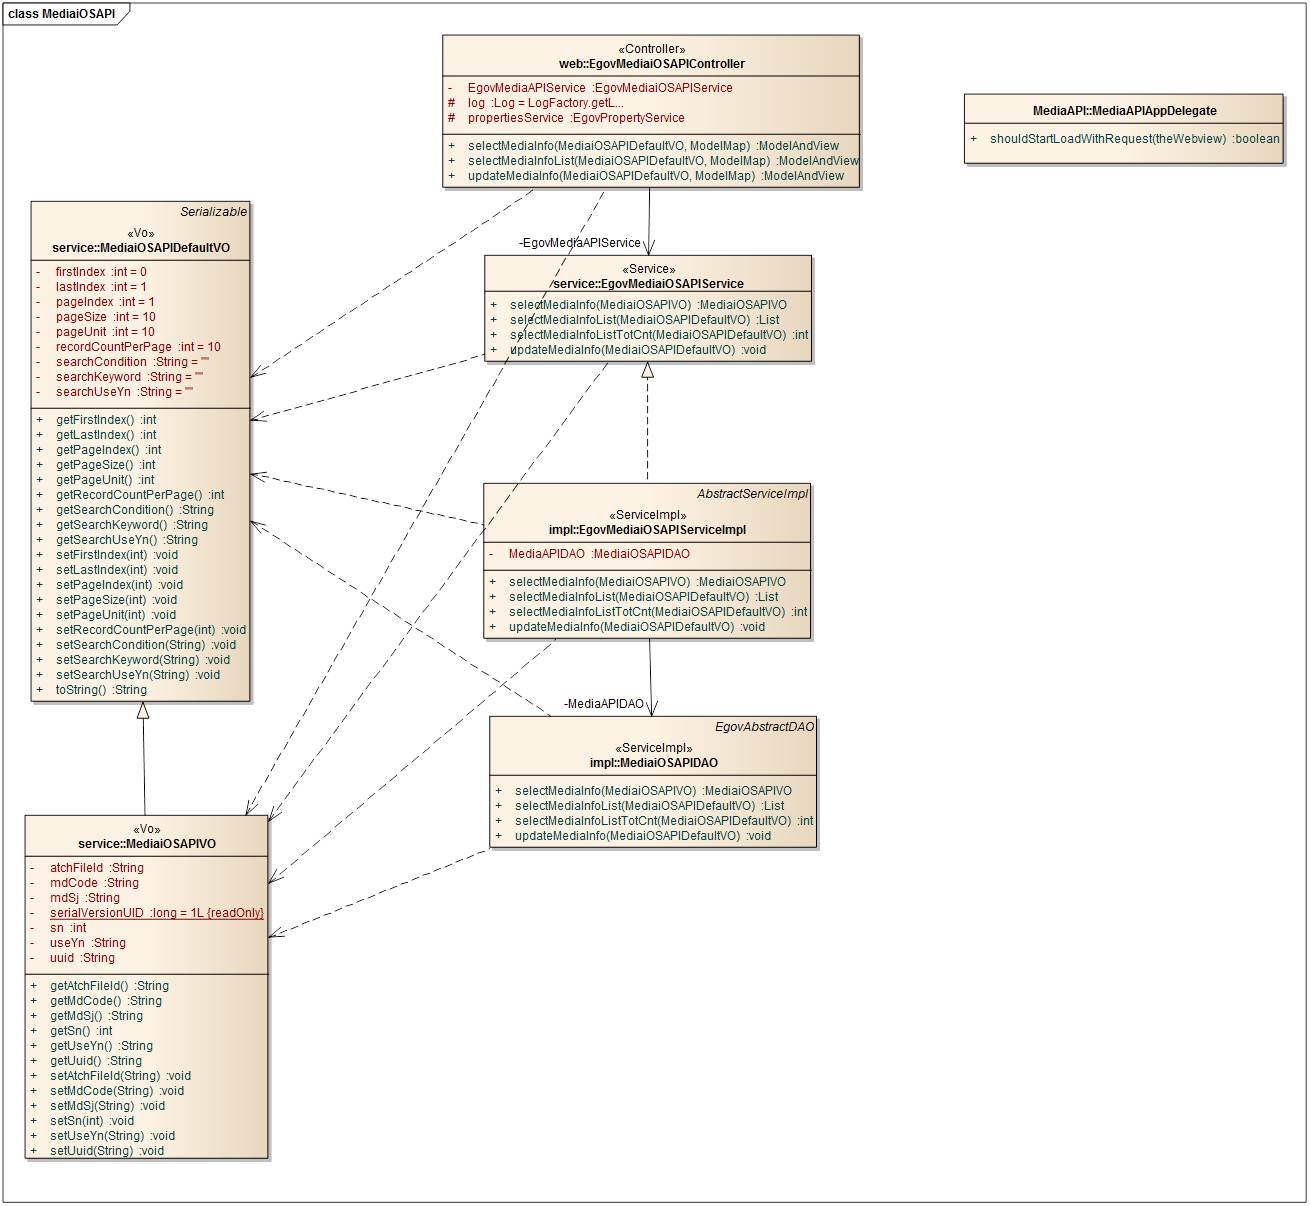 class MediaiOSAPI
«Controller»
web::EgovMediaiOSAPIController
- EgovMediaAPIService :EgovMediaiOSAPIService
# log :Log = LogFactory.getL...
# propertiesService :EgovPropertyService
+ selectMediaInfo(MediaiOSAPIDefaultVO, ModelMap) :ModelAndView
+ selectMediaInfoList(MediaiOSAPIDefaultVO, ModelMap) :ModelAndView
+ updateMediaInfo(MediaiOSAPIDefaultVO, ModelMap) :ModelAndView
MediaAPI::MediaAPIAppDelegate
+ shouldStartLoadWithRequest(theWebview) :boolean
Serializable
«Vo»
service::MediaiOSAPIDefaultVO
- firstIndex :int = 0
- lastIndex :int = 1
- pageIndex :int = 1
- pageSize :int = 10
- pageUnit :int = 10
- recordCountPerPage :int = 10
- searchCondition :String = ""
- searchKeyword :String = ""
- searchUseYn :String = ""
+ getFirstIndex() :int
+ getLastIndex() :int
+ getPageIndex() :int
+ getPageSize() :int
+ getPageUnit() :int
+ getRecordCountPerPage() :int
+ getSearchCondition() :String
+ getSearchKeyword() :String
+ getSearchUseYn() :String
+ setFirstIndex(int) :void
+ setLastIndex(int) :void
+ setPageIndex(int) :void
+ setPageSize(int) :void
+ setPageUnit(int) :void
+ setRecordCountPerPage(int) :void
+ setSearchCondition(String) :void
+ setSearchKeyword(String) :void
+ setSearchUseYn(String) :void
+ toString() :String
-EgovMediaAPIService
«Service»
service::EgovMediaiOSAPIService
+ selectMediaInfo(MediaiOSAPIVO) :MediaiOSAPIVO
+ selectMediaInfoList(MediaiOSAPIDefaultVO) :List
+ selectMediaInfoListTotCnt(MediaiOSAPIDefaultVO) :int
+ updateMediaInfo(MediaiOSAPIDefaultVO) :void
AbstractServiceImpl
«ServiceImpl»
impl::EgovMediaiOSAPIServiceImpl
- MediaAPIDAO :MediaiOSAPIDAO
+ selectMediaInfo(MediaiOSAPIVO) :MediaiOSAPIVO
+ selectMediaInfoList(MediaiOSAPIDefaultVO) :List
+ selectMediaInfoListTotCnt(MediaiOSAPIDefaultVO) :int
+ updateMediaInfo(MediaiOSAPIDefaultVO) :void
-MediaAPIDAO
EgovAbstractDAO
«ServiceImpl»
impl::MediaiOSAPIDAO
+ selectMediaInfo(MediaiOSAPIVO) :MediaiOSAPIVO
+ selectMediaInfoList(MediaiOSAPIDefaultVO) :List
+ selectMediaInfoListTotCnt(MediaiOSAPIDefaultVO) :int
+ updateMediaInfo(MediaiOSAPIDefaultVO) :void
«Vo»
service::MediaiOSAPIVO
- atchFileId :String
- mdCode :String
- mdSj :String
- serialVersionUID :long = 1L {readOnly}
- sn :int
- useYn :String
- uuid :String
+ getAtchFileId() :String
+ getMdCode() :String
+ getMdSj() :String
+ getSn() :int
+ getUseYn() :String
+ getUuid() :String
+ setAtchFileId(String) :void
+ setMdCode(String) :void
+ setMdSj(String) :void
+ setSn(int) :void
+ setUseYn(String) :void
+ setUuid(String) :void